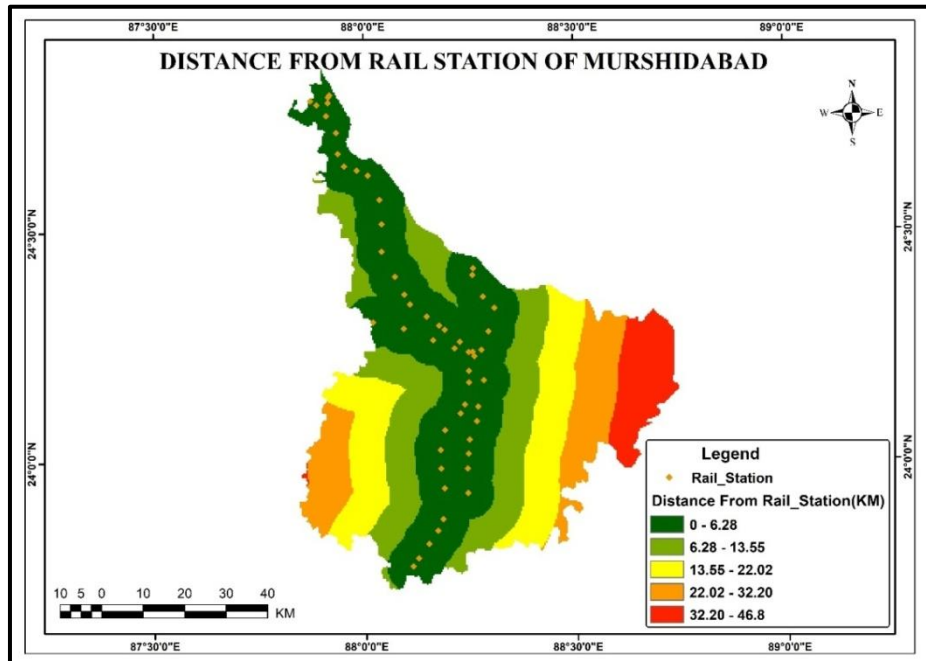 87°30'0"E 88°0'0"E 88°30'0"E 89°0'0"E
DISTANCE FROM RAIL STATION OF MURSHIDABAD
N
W E
S
24°30'0"N 24°30'0"N
24°0'0"N 24°0'0"N
Legend
Rail_Station
Distance From Rail_Station(KM)
0 - 6.28
6.28 - 13.55
13.55 - 22.02
22.02 - 32.20
32.20 - 46.8
10 5 0 10 20 30 40
KM
87°30'0"E 88°0'0"E 88°30'0"E 89°0'0"E